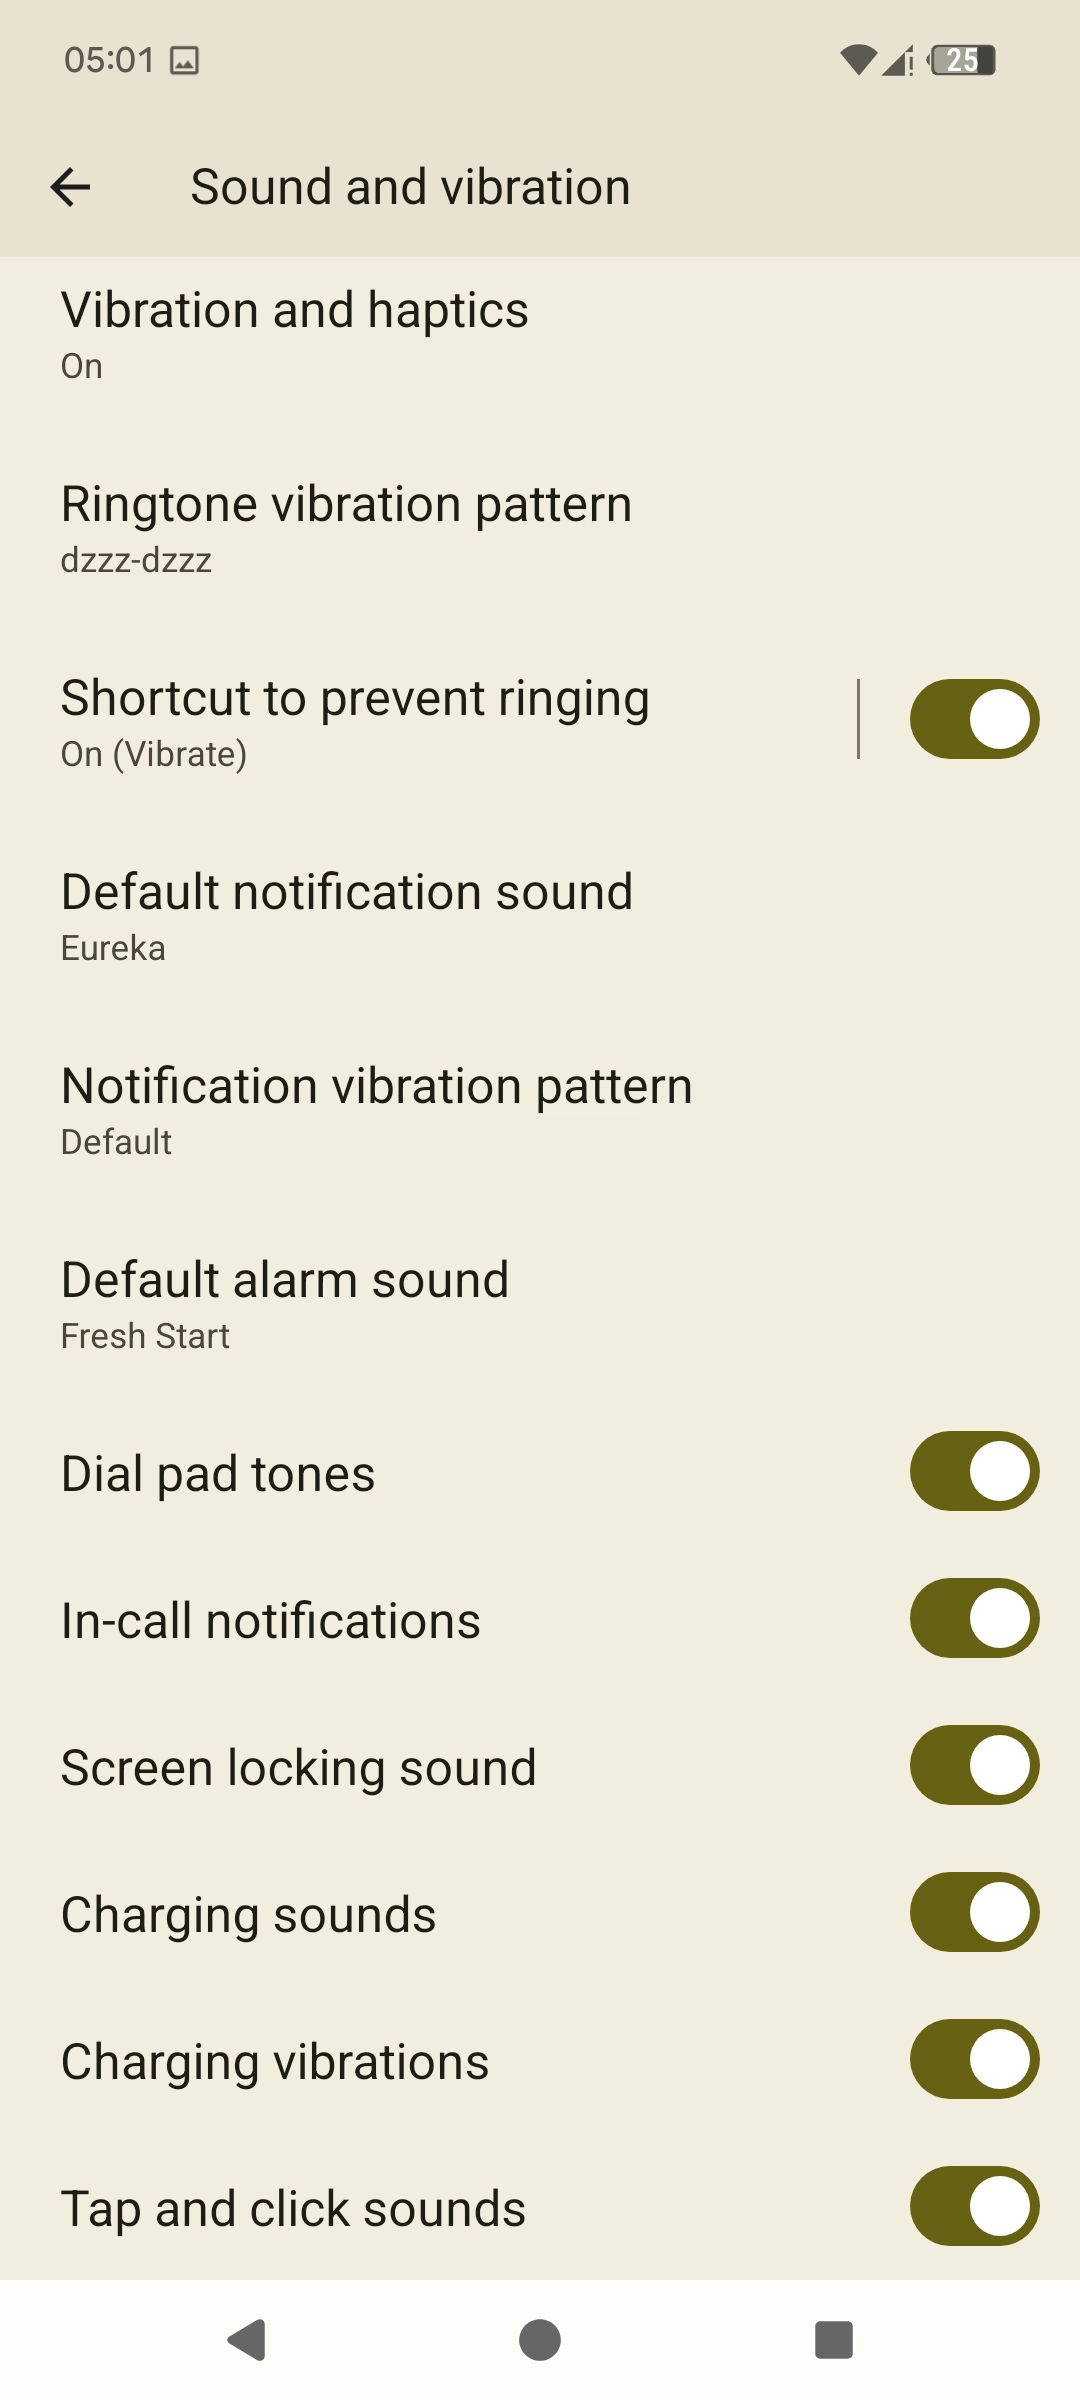 05:01
25
Sound and vibration
Vibration and haptics
On
Ringtone vibration pattern
dzzz-dzzz
Shortcut to prevent ringing
On (Vibrate)
Default notification sound
Eureka
Notification vibration pattern
Default
Default alarm sound
Fresh Start
Dial pad tones
In-call notifications
Screen locking sound
Charging sounds
Charging vibrations
Tap and click sounds